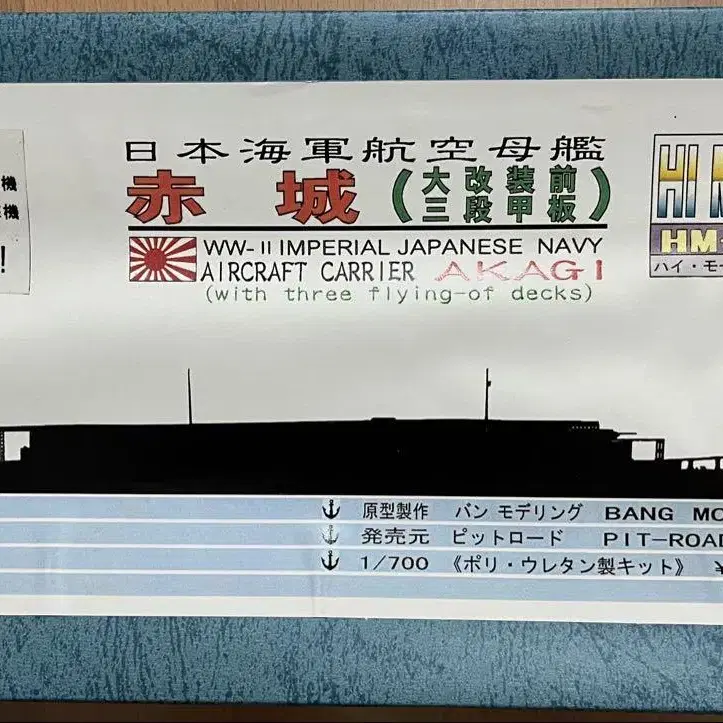 機
機
!
日本海軍航空母艦
赤城(大改装前
三段甲板)
WW-II IMPERIAL JAPANESE NAVY
AIRCRAFT CARRIER AKAGI
(with three flying-of decks)
HI
HM-
ハイ・モー
原型製作 バン モデリング BANG MO
発売元 ピットロード PIT-ROAD
1/700 《ポリ・ウレタン製キット》 ¥